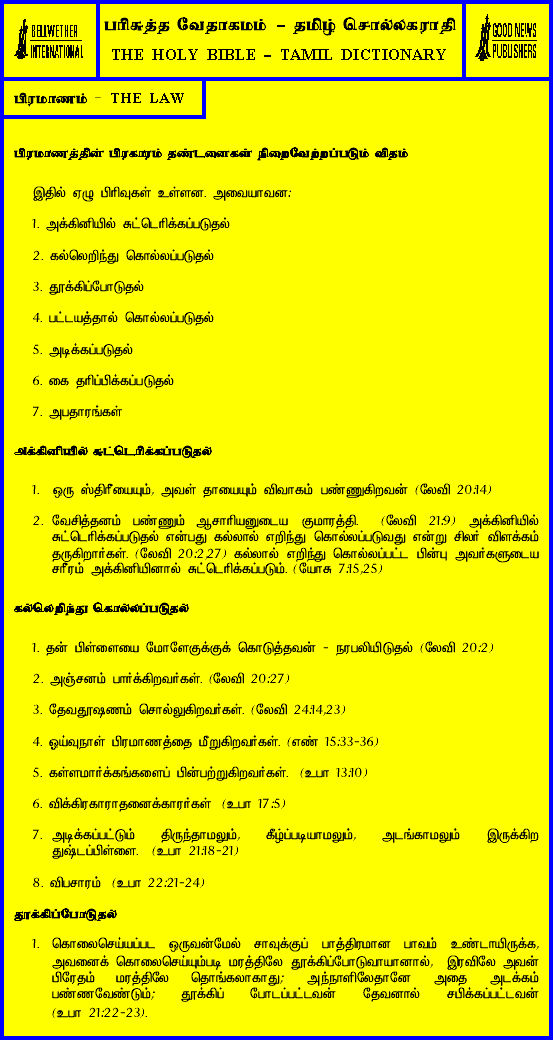 BELLWETHER
INTERNATIONAL
பரிசுத்த வேதாகமம் – தமிழ் சொல்லகராதி
THE HOLY BIBLE – TAMIL DICTIONARY
GOOD NEWS
PUBLISHERS
பிரமாணம் – THE LAW
பிரமாணத்தின் பிரகாரம் தண்டனைகள் நிறைவேற்றப்படும் விதம்
இதில் ஏழு பிரிவுகள் உள்ளன. அவையாவன:
1. அக்கினியில் சுட்டெரிக்கப்படுதல்
2. கல்லெறிந்து கொல்லப்படுதல்
3. தூக்கிப்போடுதல்
4. பட்டயத்தால் கொல்லப்படுதல்
5. அடிக்கப்படுதல்
6. கை தரிப்பிக்கப்படுதல்
7. அபதாரங்கள்
அக்கினியில் சுட்டெரிக்கப்படுதல்
1. ஒரு ஸ்திரீயையும், அவள் தாயையும் விவாகம் பண்ணுகிறவன் (லேவி 20:14)
2. வேசித்தனம் பண்ணும் ஆசாரியனுடைய குமாரத்தி. (லேவி 21:9) அக்கினியில்
சுட்டெரிக்கப்படுதல் என்பது கல்லால் எறிந்து கொல்லப்படுவது என்று சிலர் விளக்கம்
தருகிறார்கள். (லேவி 20:2,27) கல்லால் எறிந்து கொல்லப்பட்ட பின்பு அவர்களுடைய
சரீரம் அக்கினியினால் சுட்டெரிக்கப்படும். (யோசு 7:15,25)
கல்லெறிந்து கொல்லப்படுதல்
1. தன் பிள்ளையை மோளேகுக்குக் கொடுத்தவன் - நரபலியிடுதல் (லேவி 20:2)
2. அஞ்சனம் பார்க்கிறவர்கள். (லேவி 20:27)
3. தேவதூஷணம் சொல்லுகிறவர்கள். (லேவி 24:14,23)
4. ஓய்வுநாள் பிரமாணத்தை மீறுகிறவர்கள். (எண் 15:33-36)
5. கள்ளமார்க்கங்களைப் பின்பற்றுகிறவர்கள். (உபா 13:10)
6. விக்கிரகாராதனைக்காரர்கள் (உபா 17:5)
7. அடிக்கப்பட்டும் திருந்தாமலும், கீழ்ப்படியாமலும், அடங்காமலும் இருக்கிற
துஷ்டப்பிள்ளை. (உபா 21:18-21)
8. விபசாரம் (உபா 22:21-24)
தூக்கிப்போடுதல்
1. கொலைசெய்யப்பட ஒருவன்மேல் சாவுக்குப் பாத்திரமான பாவம் உண்டாயிருக்க,
அவனைக் கொலைசெய்யும்படி மரத்திலே தூக்கிப்போடுவாயானால், இரவிலே அவன்
பிரேதம் மரத்திலே தொங்கலாகாது; அந்நாளிலேதானே அதை அடக்கம்
பண்ணவேண்டும்; தூக்கிப் போடப்பட்டவன் தேவனால் சபிக்கப்பட்டவன்
(உபா 21:22-23).